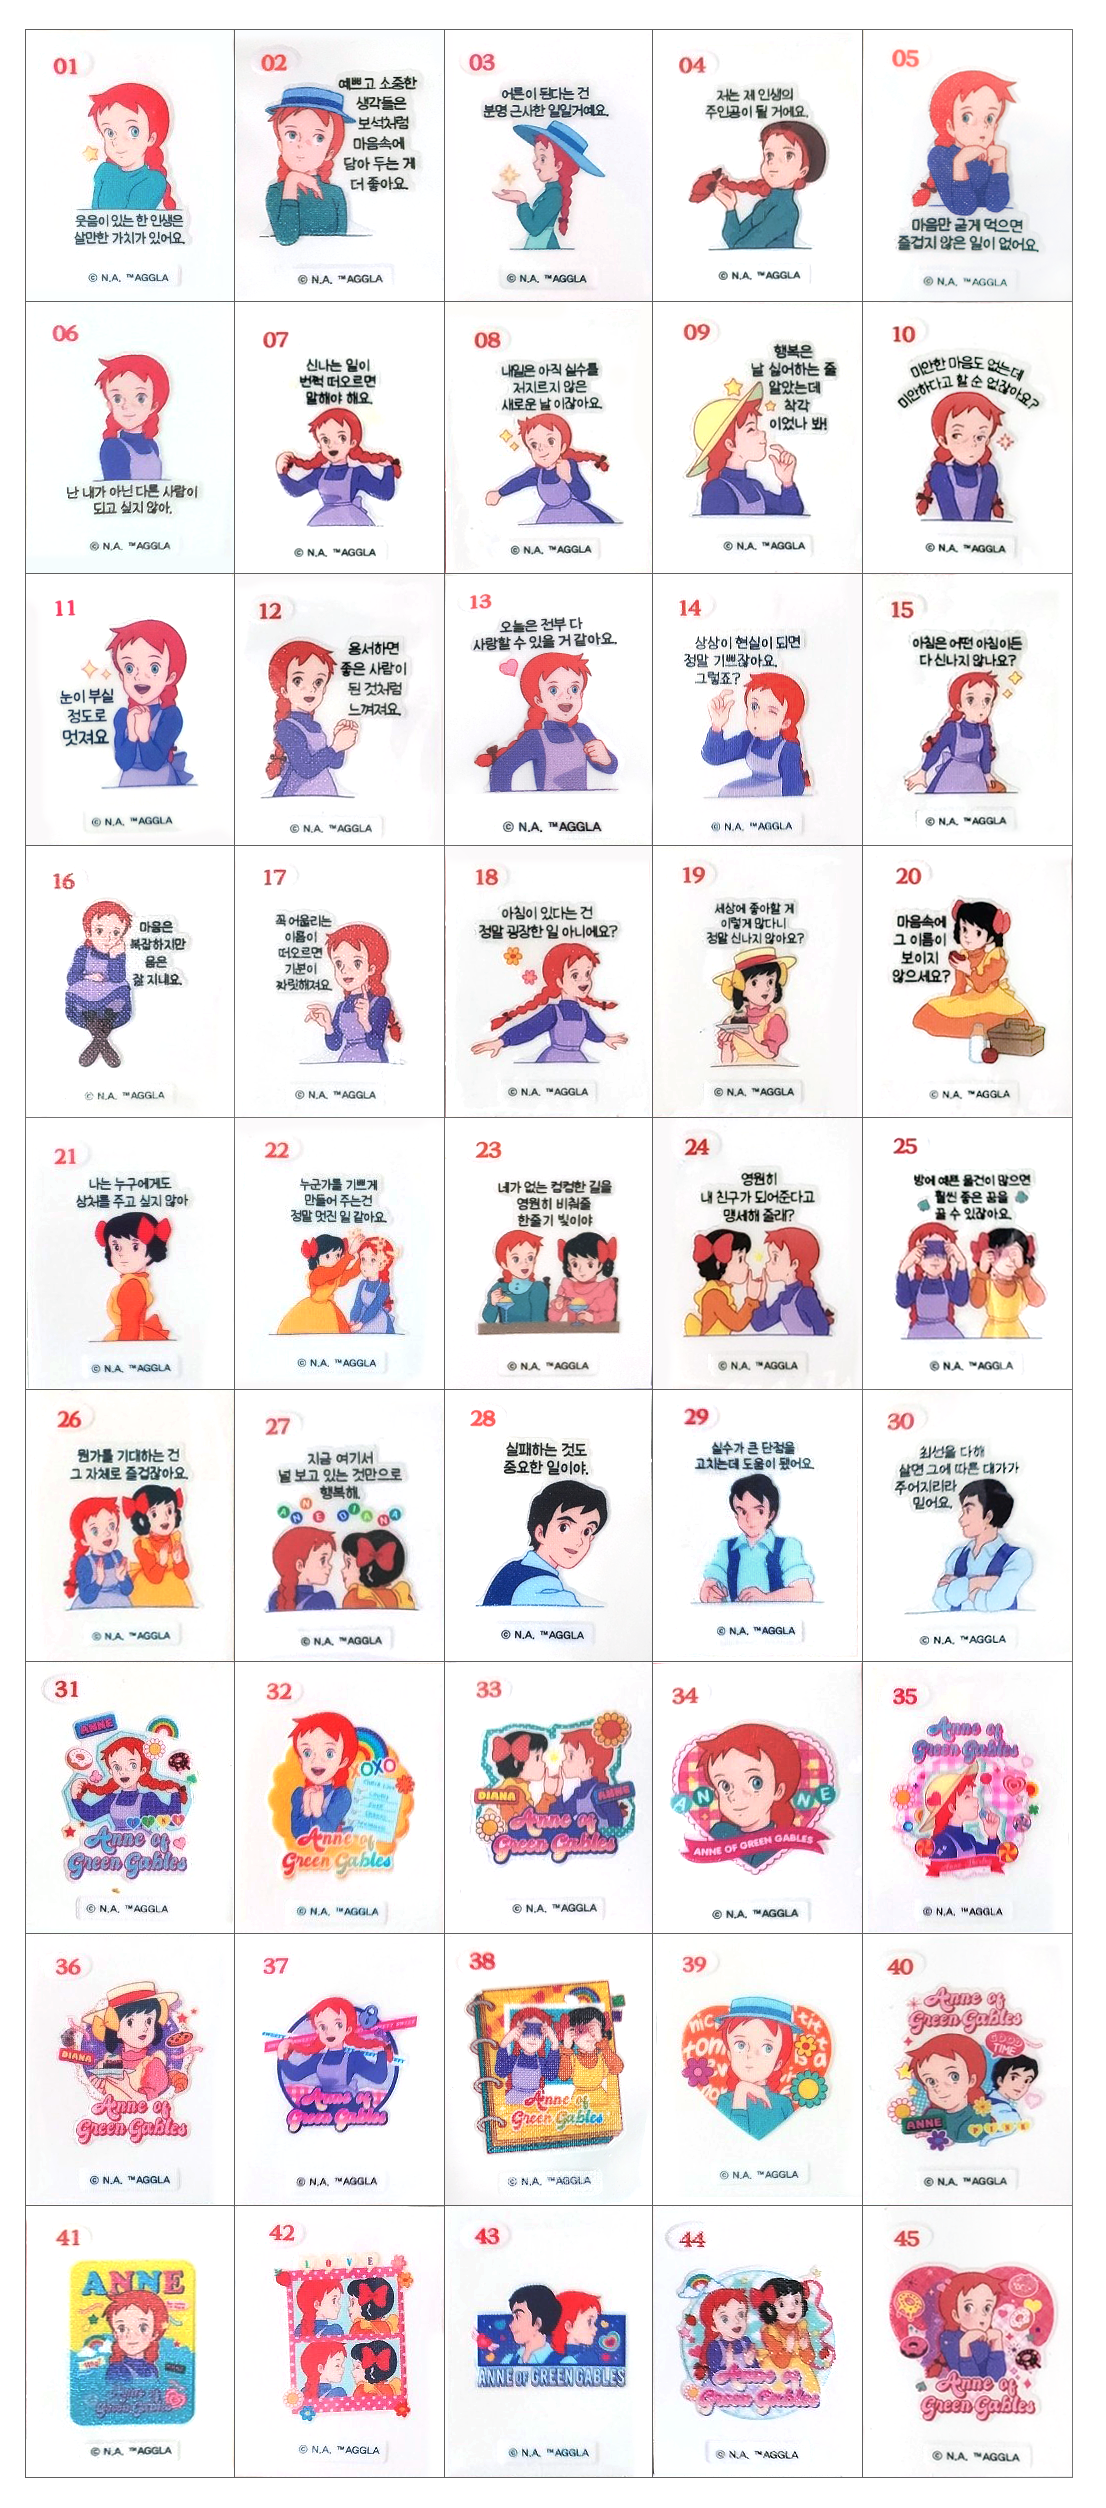 01
웃음이 있는 한 인생은
살만한 가치가 있어요.
© N.A. ™AGGLA
02
예쁘고 소중한
생각들은
보석처럼
마음속에
담아 두는 게
더 좋아요.
© N.A. ™AGGLA
03
어른이 된다는 건
분명 근사한 일일거예요.
© N.A. ™AGGLA
04
저는 제 인생의
주인공이 될 거에요.
© N.A. ™AGGLA
05
마음만 굳게 먹으면
즐겁지 않은 일이 없어요.
© N.A. ™AGGLA
06
난 내가 아닌 다른 사람이
되고 싶지 않아.
© N.A. ™AGGLA
07
신나는 일이
번뜩 떠오르면
말해야 해요.
© N.A. ™AGGLA
08
내일은 아직 실수를
저지르지 않은
새로운 날 이잖아요.
© N.A. ™AGGLA
09
행복은
날 싫어하는 줄
알았는데
착각
이었나 봐!
© N.A. ™AGGLA
10
미안한 마음도 없는데
미안하다고 할 순 없잖아요?
© N.A. ™AGGLA
11
눈이 부실
정도로
멋져요
© N.A. ™AGGLA
12
용서하면
좋은 사람이
된 것처럼
느껴져요.
© N.A. ™AGGLA
13
오늘은 전부 다
사랑할 수 있을 거 같아요.
© N.A. ™AGGLA
14
상상이 현실이 되면
정말 기쁘잖아요.
그렇죠?
© N.A. ™AGGLA
15
아침은 어떤 아침이든
다 신나지 않나요?
© N.A. ™AGGLA
16
마음은
복잡하지만
몸은
잘 지내요.
© N.A. ™AGGLA
17
꼭 어울리는
이름이
떠오르면
기분이
짜릿해져요.
© N.A. ™AGGLA
18
아침이 있다는 건
정말 굉장한 일 아니에요?
© N.A. ™AGGLA
19
세상에 좋아할 게
이렇게 많다니
정말 신나지 않아요?
© N.A. ™AGGLA
20
마음속에
그 이름이
보이지
않으세요?
© N.A. ™AGGLA
21
나는 누구에게도
상처를 주고 싶지 않아
© N.A. ™AGGLA
22
누군가를 기쁘게
만들어 주는건
정말 멋진 일 같아요.
© N.A. ™AGGLA
23
네가 없는 컴컴한 길을
영원히 비춰줄
한줄기 빛이야
© N.A. ™AGGLA
24
영원히
내 친구가 되어준다고
맹세해 줄래?
© N.A. ™AGGLA
25
방에 예쁜 물건이 많으면
훨씬 좋은 꿈을
꿀 수 있잖아요.
© N.A. ™AGGLA
26
뭔가를 기대하는 건
그 자체로 즐겁잖아요.
© N.A. ™AGGLA
27
지금 여기서
널 보고 있는 것만으로
행복해.
ANNE DIANA
© N.A. ™AGGLA
28
실패하는 것도
중요한 일이야.
© N.A. ™AGGLA
29
실수가 큰 단점을
고치는데 도움이 됐어요.
© N.A. ™AGGLA
30
최선을 다해
살면 그에 따른 대가가
주어지리라
믿어요.
© N.A. ™AGGLA
31
ANNE
Anne of
Green Gables
© N.A. ™AGGLA
32
XOXO
Anne of
Green Gables
© N.A. ™AGGLA
33
DIANA
ANNE
Anne of
Green Gables
© N.A. ™AGGLA
34
ANNE
ANNE OF GREEN GABLES
© N.A. ™AGGLA
35
Anne of
Green Gables
© N.A. ™AGGLA
36
DIANA
Anne of
Green Gables
© N.A. ™AGGLA
37
SWEET
Anne of
Green Gables
© N.A. ™AGGLA
38
Anne of
Green Gables
© N.A. ™AGGLA
39
© N.A. ™AGGLA
40
Anne of
Green Gables
GOOD
TIME
ANNE
© N.A. ™AGGLA
41
ANNE
Anne of
Green Gables
© N.A. ™AGGLA
42
LOVE
© N.A. ™AGGLA
43
ANNE OF GREEN GABLES
© N.A. ™AGGLA
44
Anne of
Green Gables
© N.A. ™AGGLA
45
Anne of
Green Gables
© N.A. ™AGGLA